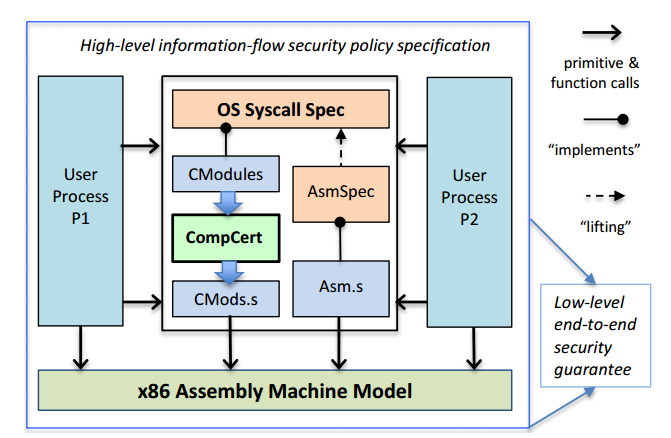 High-level information-flow security policy specification
primitive &
function calls
OS Syscall Spec
"implements"
User
Process
P1
CModules
AsmSpec
User
Process
P2
"lifting"
CompCert
CMods.s
Asm.s
Low-level
end-to-end
security
guarantee
x86 Assembly Machine Model